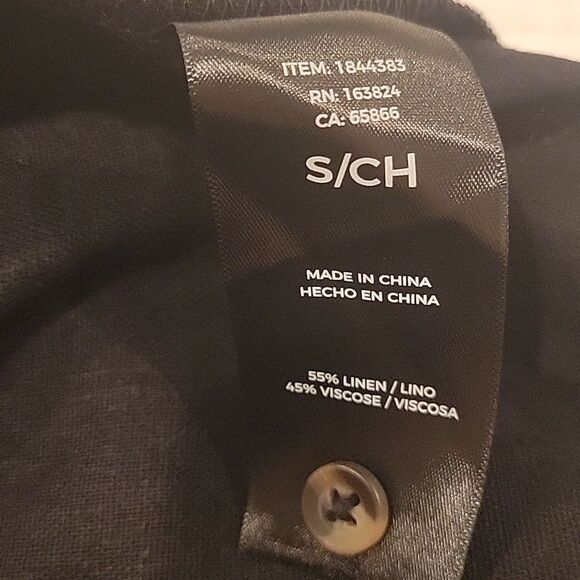 ITEM: 1844383
RN: 163824
CA: 65866
S/CH
MADE IN CHINA
HECHO EN CHINA
55% LINEN / LINO
45% VISCOSE / VISCOSA